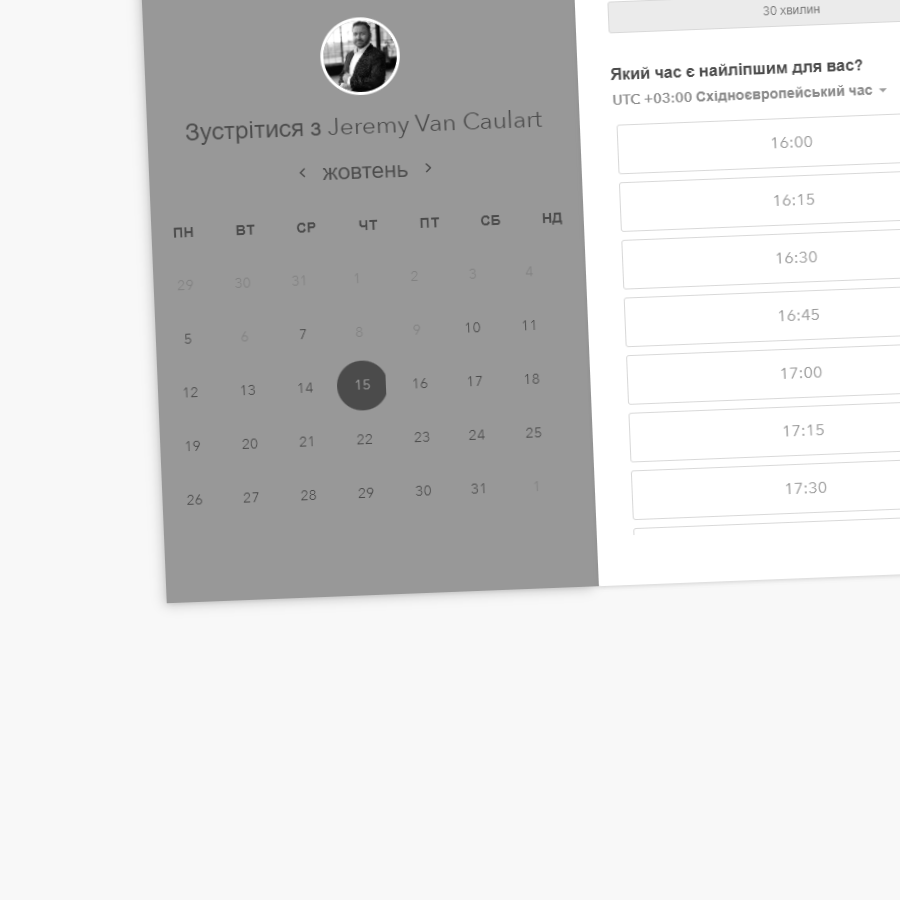 Зустрітися з Jeremy Van Caulart
жовтень
ПН ВТ СР ЧТ ПТ СБ НД
29 30 31 1 2 3 4
5 6 7 8 9 10 11
12 13 14 15 16 17 18
19 20 21 22 23 24 25
26 27 28 29 30 31 1
30 хвилин
Який час є найліпшим для вас?
UTC +03:00 Східноєвропейський час
16:00
16:15
16:30
16:45
17:00
17:15
17:30